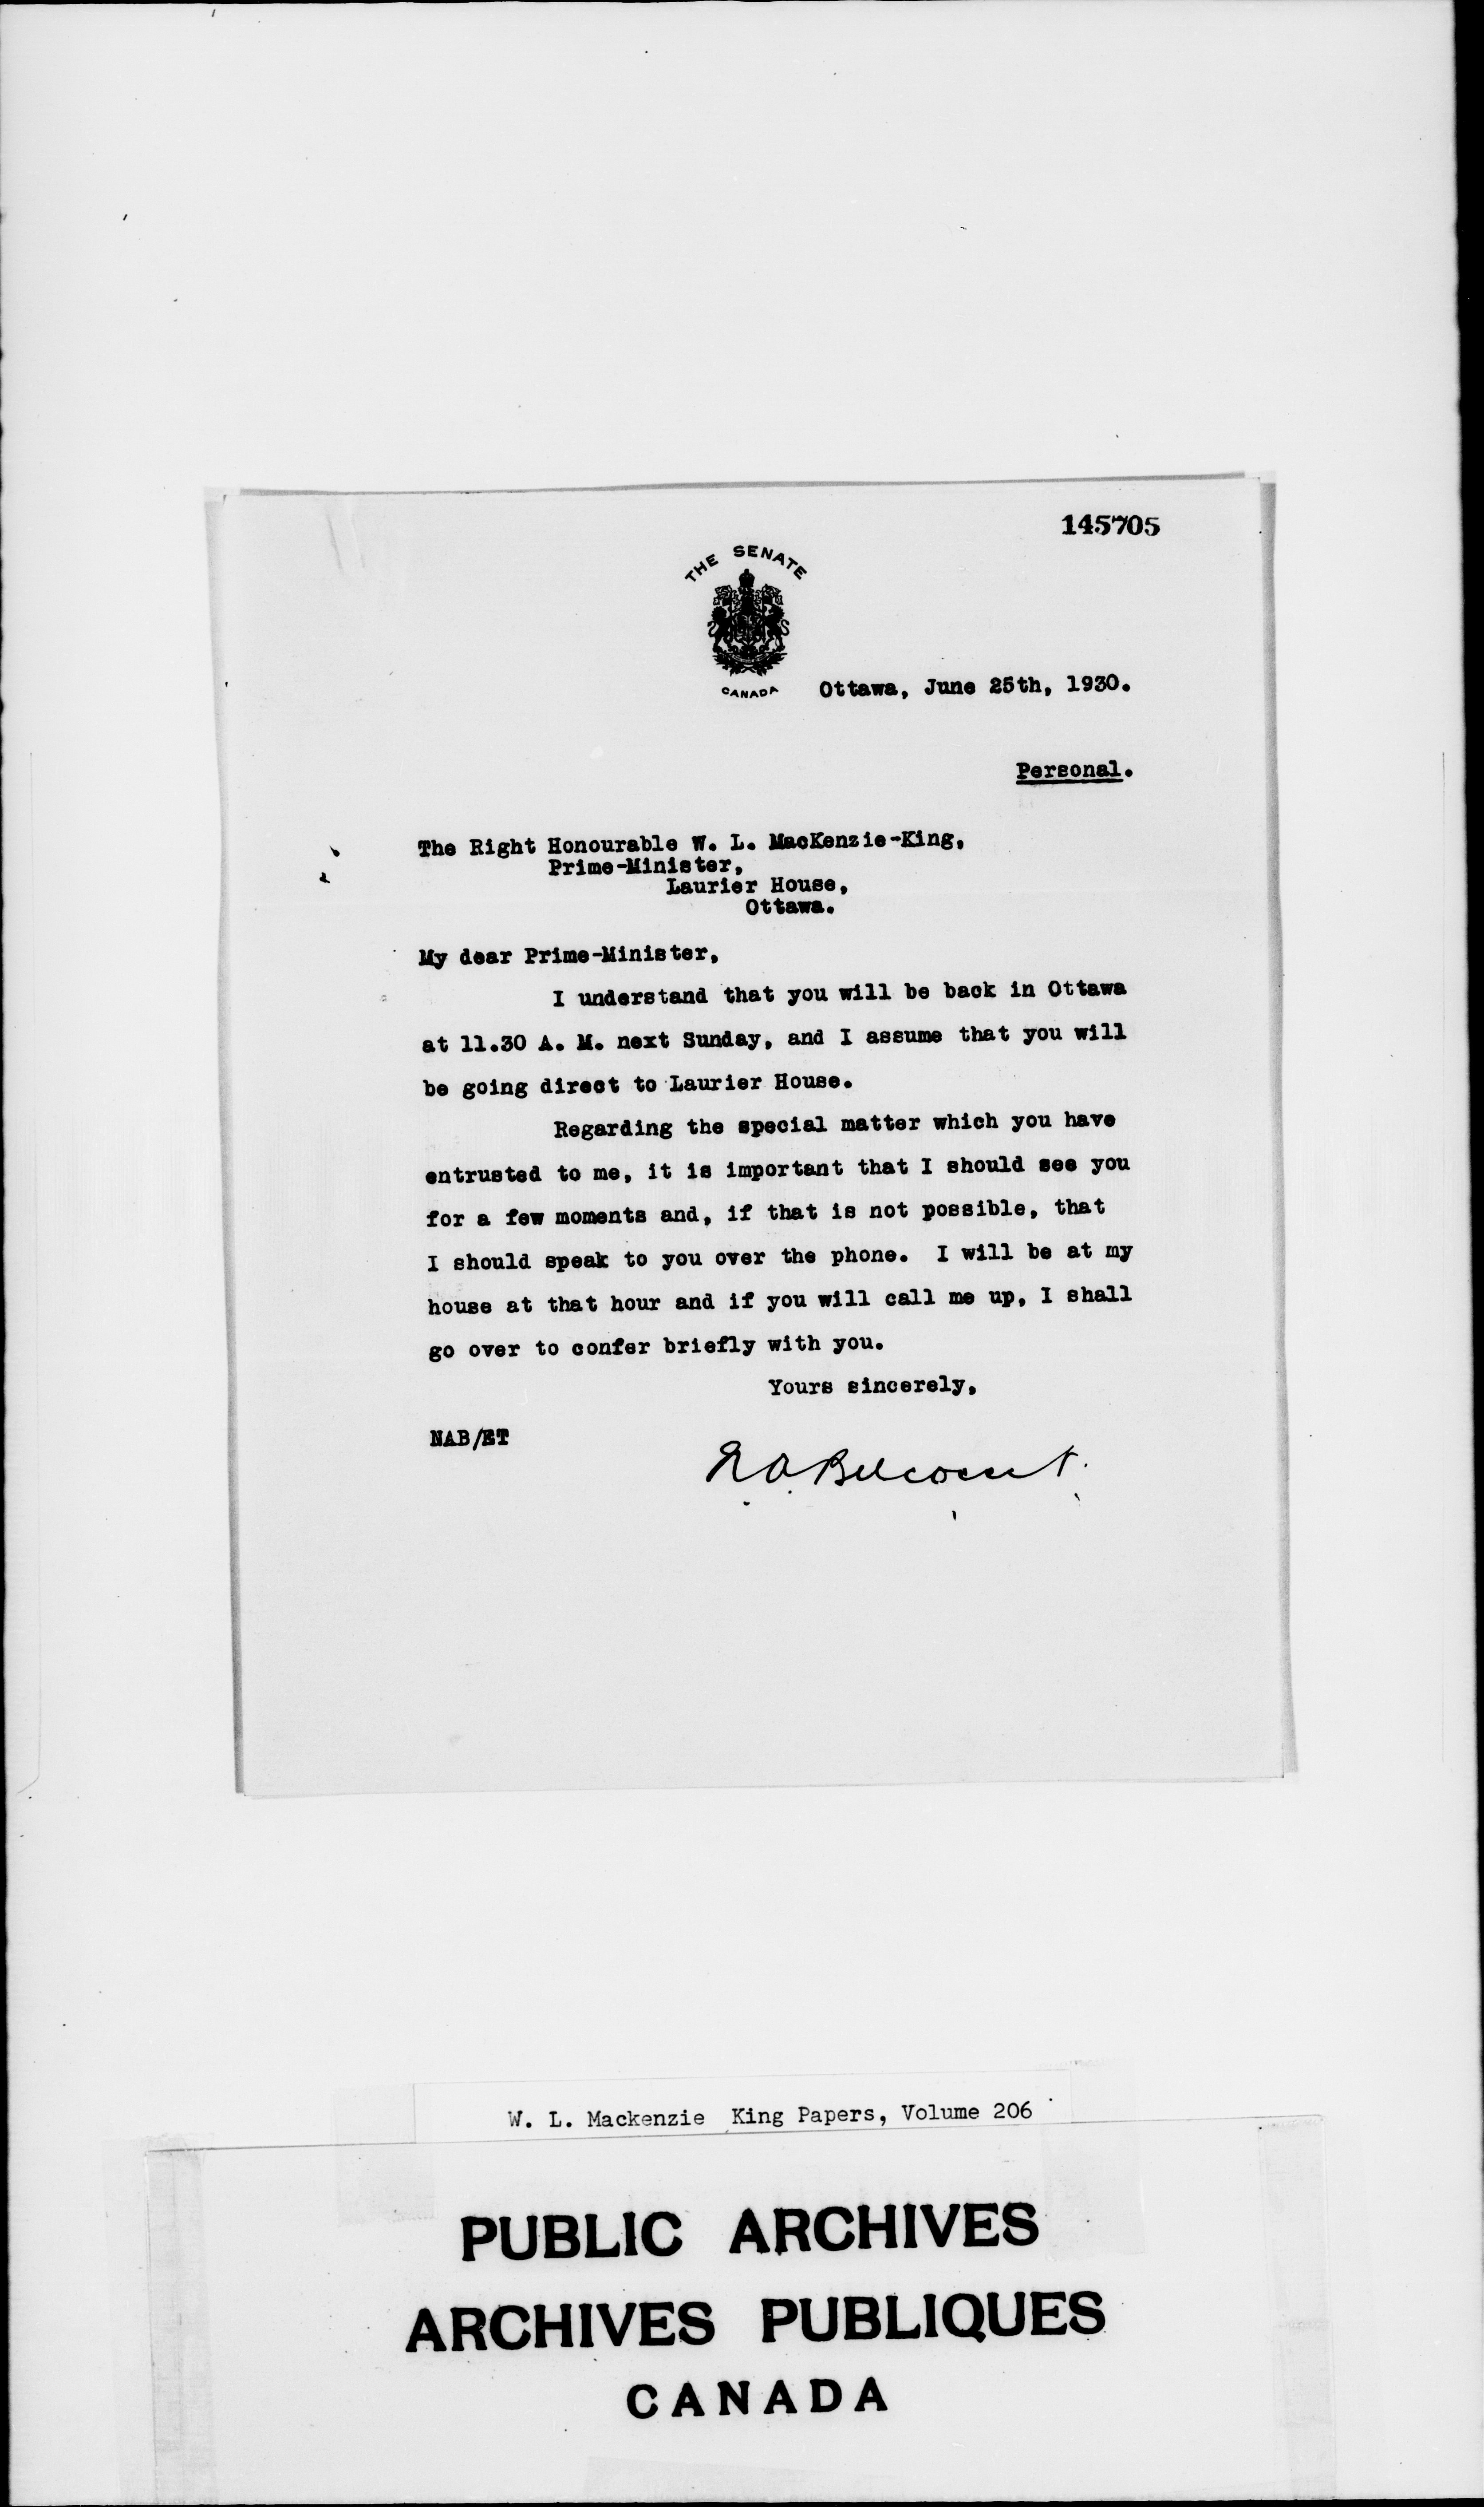 145705
THE SENATE
CANADA
Ottawa, June 25th, 1930.
Personal.
The Right Honourable W. L. MacKenzie-King,
Prime-Minister,
Laurier House,
Ottawa.
My dear Prime-Minister,
I understand that you will be back in Ottawa
at 11.30 A. M. next Sunday, and I assume that you will
be going direct to Laurier House.
Regarding the special matter which you have
entrusted to me, it is important that I should see you
for a few moments and, if that is not possible, that
I should speak to you over the phone. I will be at my
house at that hour and if you will call me up, I shall
go over to confer briefly with you.
Yours sincerely,
NAB/ET
N A Belcourt.
W. L. Mackenzie King Papers, Volume 206
PUBLIC ARCHIVES
ARCHIVES PUBLIQUES
CANADA